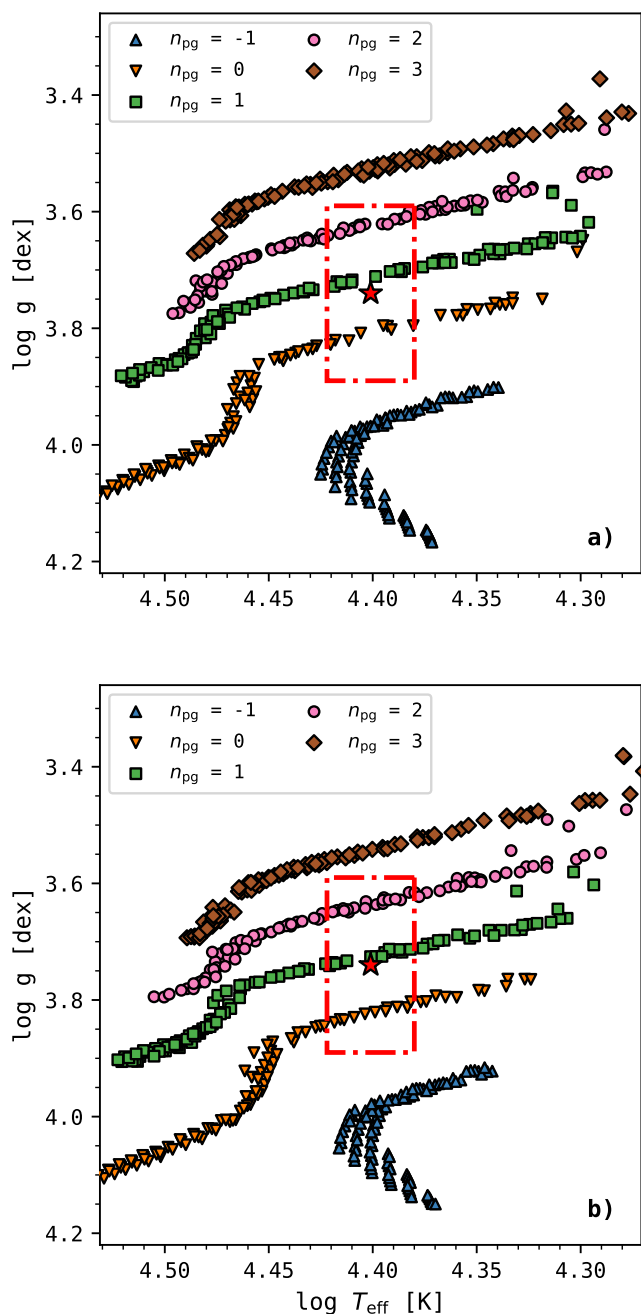 n_pg = -1
n_pg = 0
n_pg = 1
n_pg = 2
n_pg = 3
log g [dex]
3.4
3.6
3.8
4.0
4.2
a)
4.50 4.45 4.40 4.35 4.30
n_pg = -1
n_pg = 0
n_pg = 1
n_pg = 2
n_pg = 3
log g [dex]
3.4
3.6
3.8
4.0
4.2
b)
4.50 4.45 4.40 4.35 4.30
log T_eff [K]